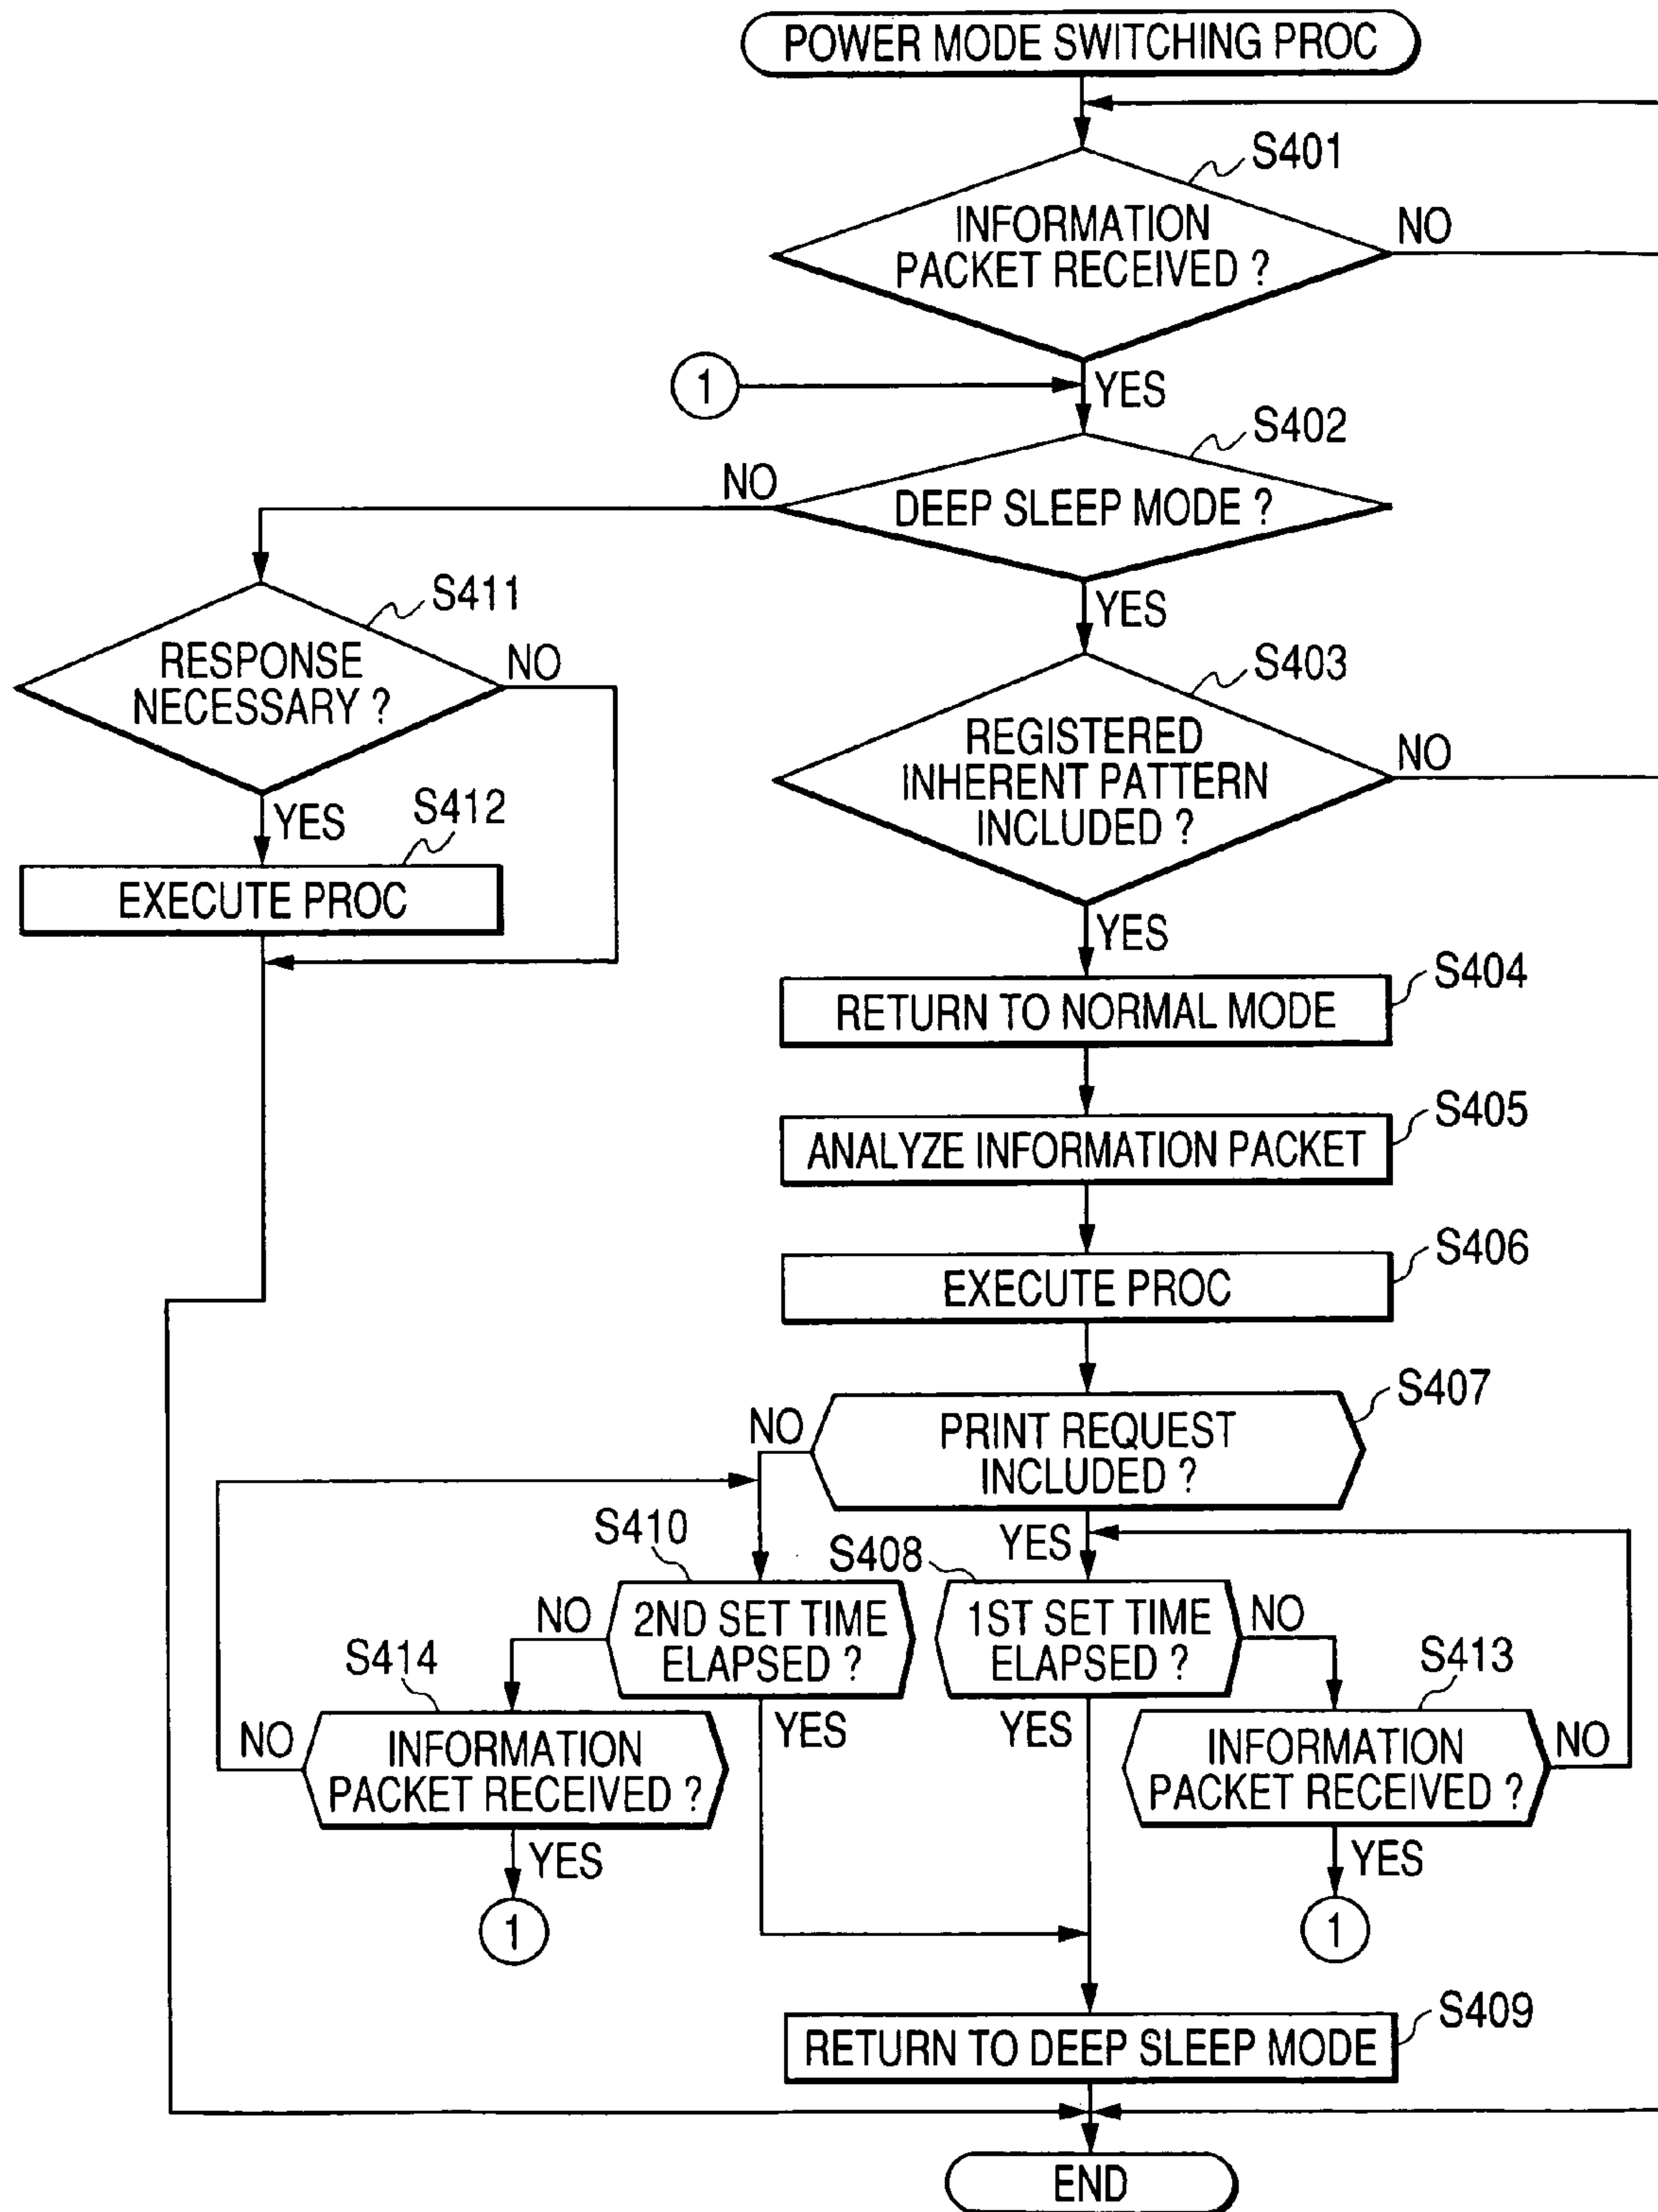 POWER MODE SWITCHING PROC
S401
INFORMATION
PACKET RECEIVED ?
NO
1
YES
S402
NO
DEEP SLEEP MODE ?
YES
S411
RESPONSE
NECESSARY ?
NO
YES
S412
EXECUTE PROC
S403
REGISTERED
INHERENT PATTERN
INCLUDED ?
NO
YES
S404
RETURN TO NORMAL MODE
S405
ANALYZE INFORMATION PACKET
S406
EXECUTE PROC
S407
NO
PRINT REQUEST
INCLUDED ?
YES
S410
NO
2ND SET TIME
ELAPSED ?
YES
S408
1ST SET TIME
ELAPSED ?
NO
YES
S414
NO
INFORMATION
PACKET RECEIVED ?
YES
1
S413
INFORMATION
PACKET RECEIVED ?
NO
YES
1
S409
RETURN TO DEEP SLEEP MODE
END